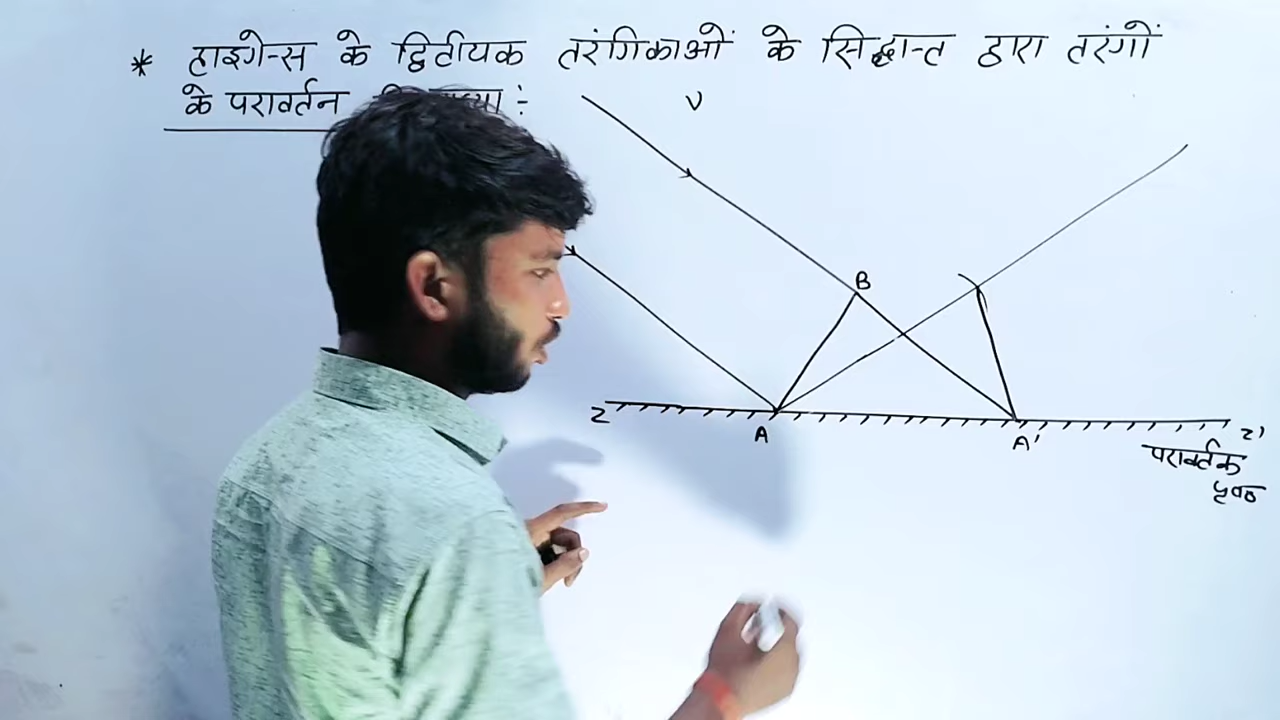 * हाइगेन्स के द्वितीयक तरंगिकाओं के सिद्धान्त द्वारा तरंगों
के परावर्तन
v
B
Z
A
A'
Z'
परावर्तक
पृष्ठ